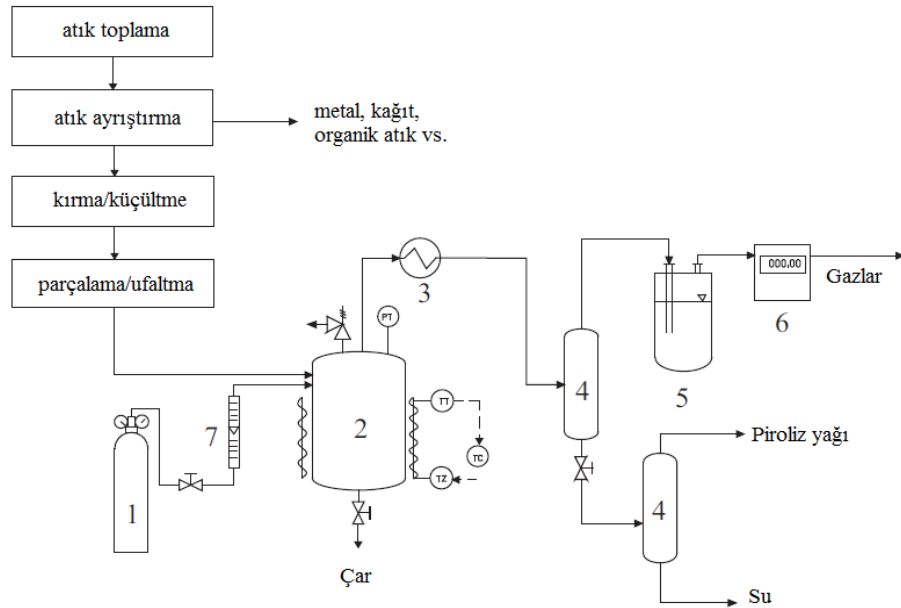 atık toplama
atık ayrıştırma
metal, kağıt,
organik atık vs.
kırma/küçültme
parçalama/ufaltma
3
000.00
Gazlar
6
PT
4
5
7
2
TT
TC
TZ
1
Piroliz yağı
4
Çar
Su